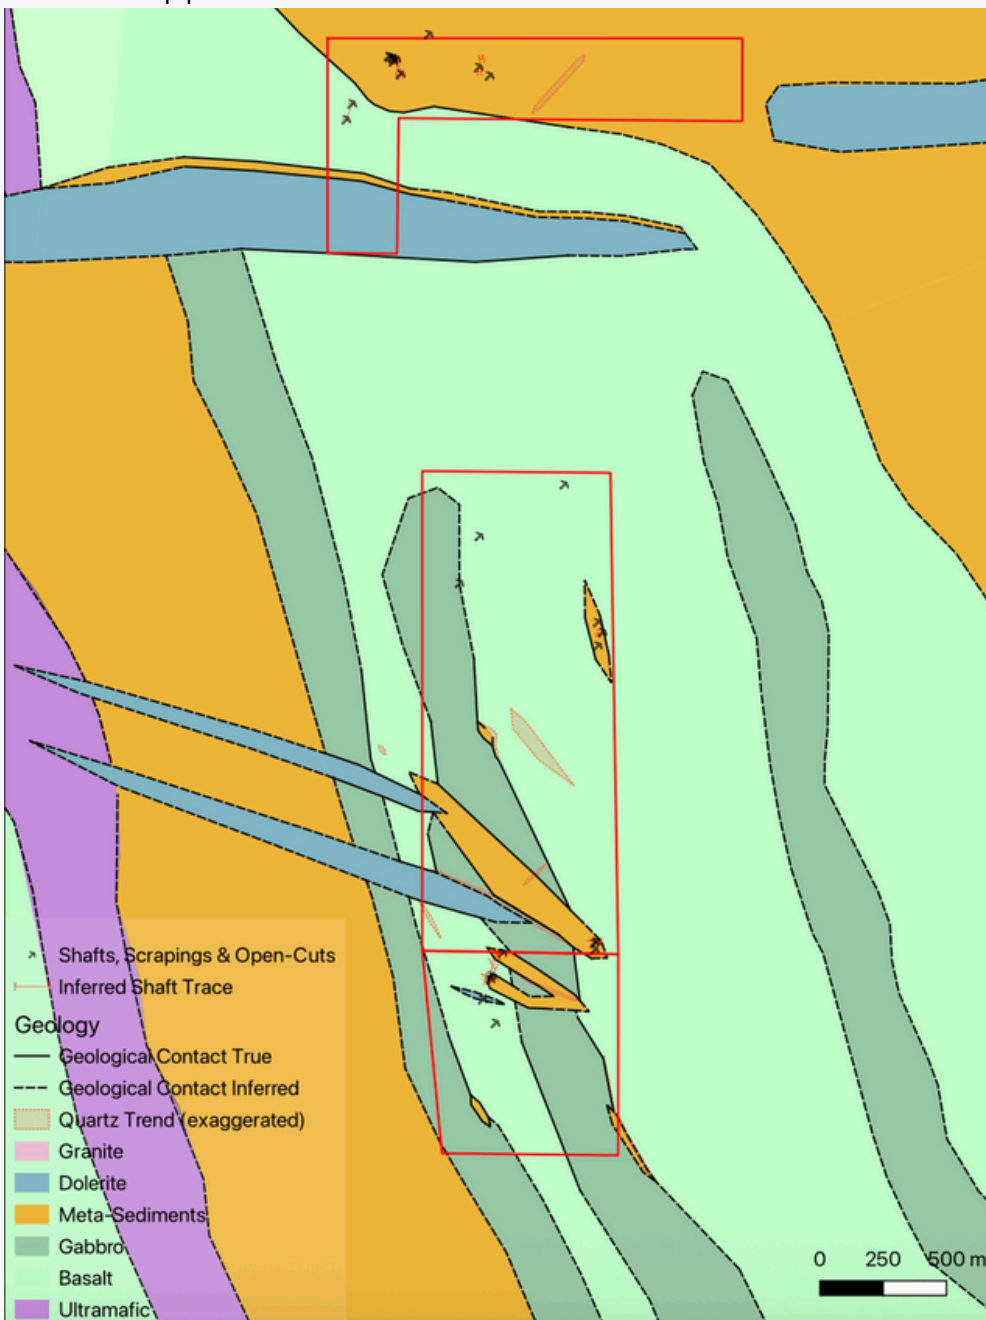 Shafts, Scrapings & Open-Cuts
Inferred Shaft Trace
Geology
Geological Contact True
Geological Contact Inferred
Quartz Trend (exaggerated)
Granite
Dolerite
Meta-Sediments
Gabbro
Basalt
Ultramafic
0 250 500 m